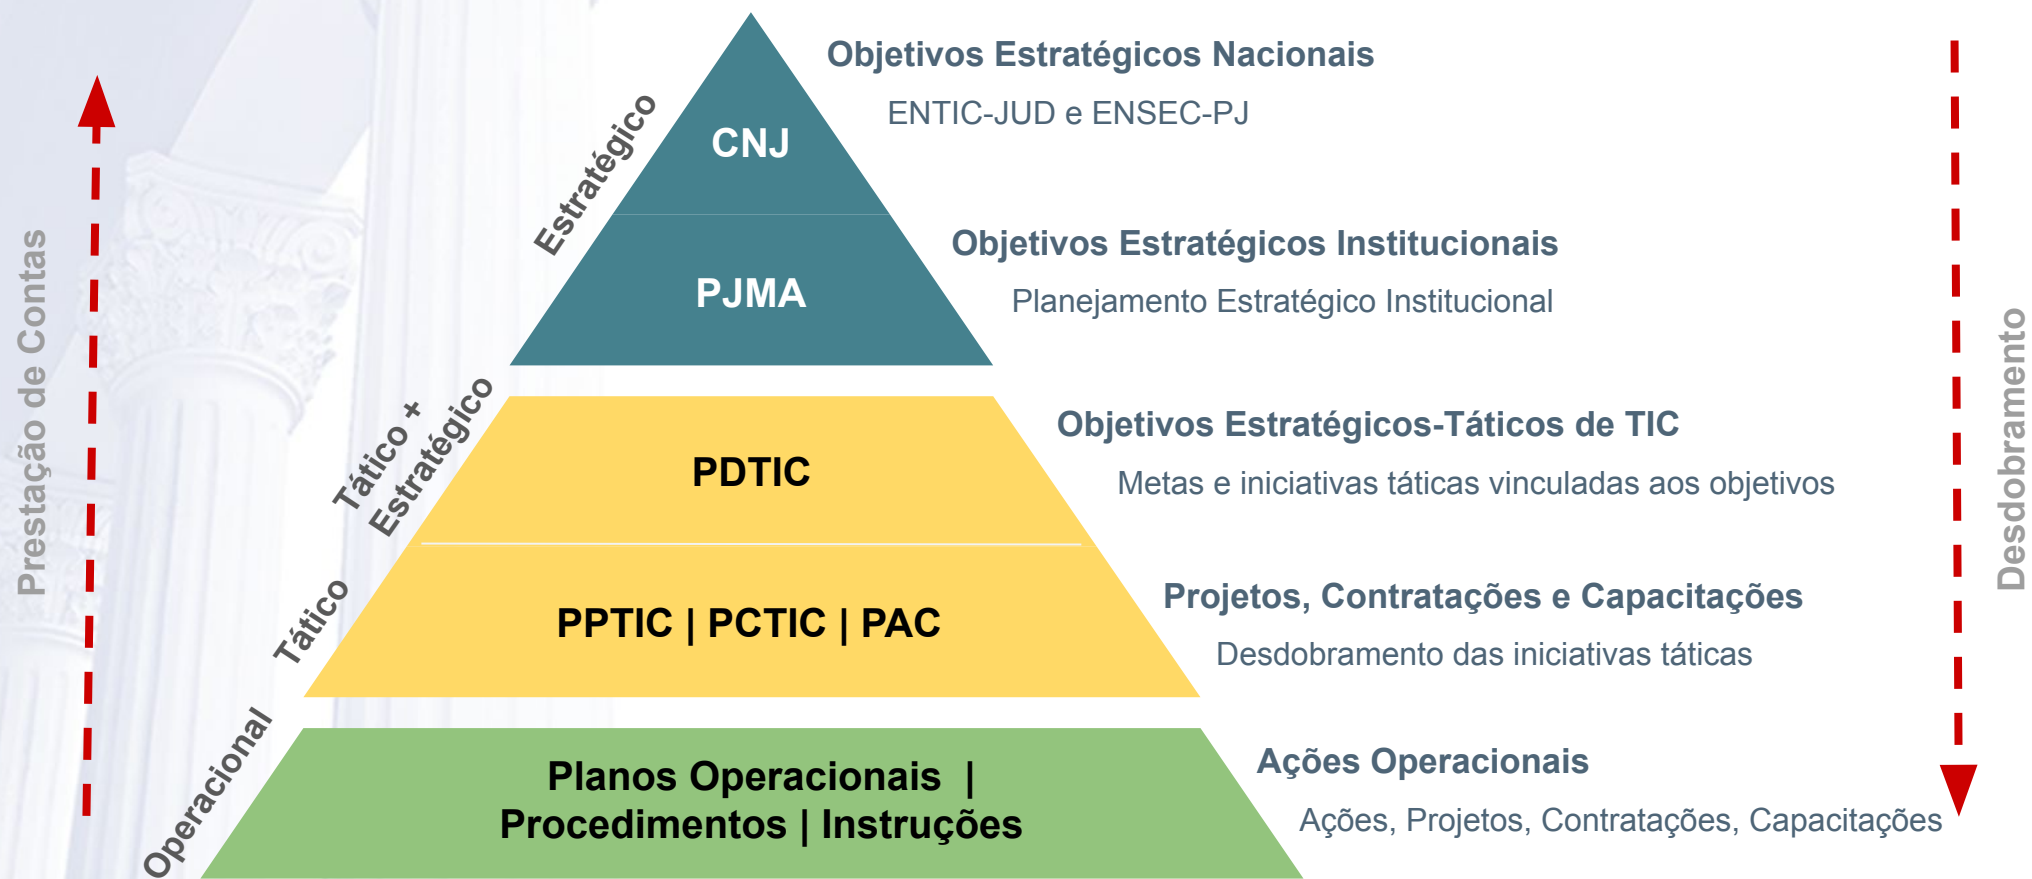 Objetivos Estratégicos Nacionais
ENTIC-JUD e ENSEC-PJ
Estratégico
CNJ
Objetivos Estratégicos Institucionais
PJMA
Planejamento Estratégico Institucional
Prestação de Contas
Desdobramento
Tático +
Estratégico
Objetivos Estratégicos-Táticos de TIC
PDTIC
Metas e iniciativas táticas vinculadas aos objetivos
Tático
Projetos, Contratações e Capacitações
PPTIC | PCTIC | PAC
Desdobramento das iniciativas táticas
Operacional
Ações Operacionais
Planos Operacionais |
Procedimentos | Instruções
Ações, Projetos, Contratações, Capacitações